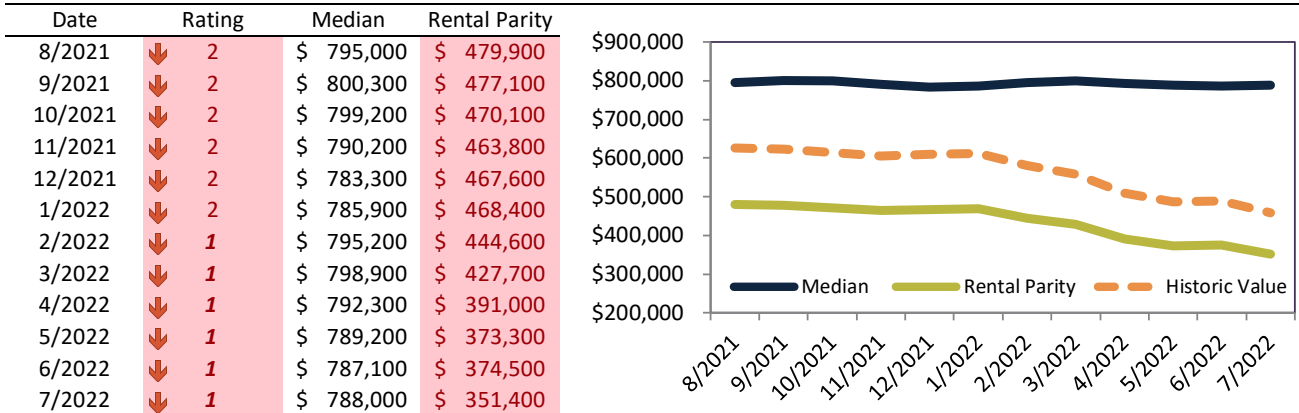 Date Rating Median Rental Parity
8/2021 2 $ 795,000 $ 479,900
9/2021 2 $ 800,300 $ 477,100
10/2021 2 $ 799,200 $ 470,100
11/2021 2 $ 790,200 $ 463,800
12/2021 2 $ 783,300 $ 467,600
1/2022 2 $ 785,900 $ 468,400
2/2022 1 $ 795,200 $ 444,600
3/2022 1 $ 798,900 $ 427,700
4/2022 1 $ 792,300 $ 391,000
5/2022 1 $ 789,200 $ 373,300
6/2022 1 $ 787,100 $ 374,500
7/2022 1 $ 788,000 $ 351,400
$900,000
$800,000
$700,000
$600,000
$500,000
$400,000
$300,000
$200,000
Median Rental Parity Historic Value
8/2021 9/2021 10/2021 11/2021 12/2021 1/2022 2/2022 3/2022 4/2022 5/2022 6/2022 7/2022